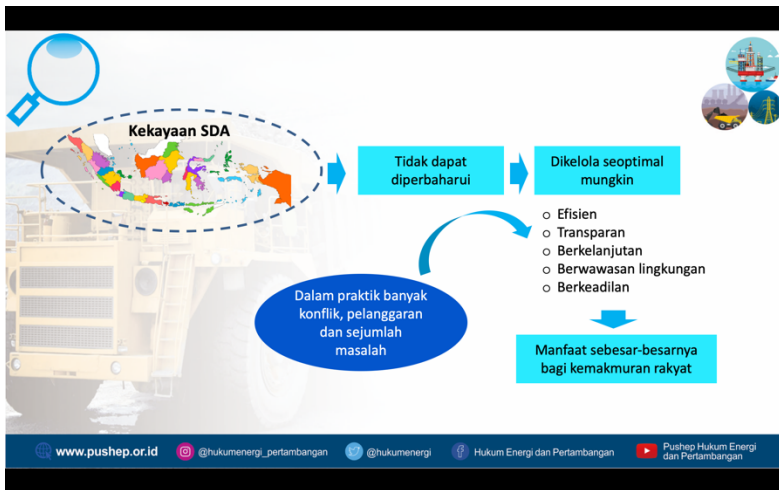 Kekayaan SDA
Tidak dapat
diperbaharui
Dikelola seoptimal
mungkin
o Efisien
o Transparan
o Berkelanjutan
o Berwawasan lingkungan
o Berkeadilan
Dalam praktik banyak
konflik, pelanggaran
dan sejumlah
masalah
Manfaat sebesar-besarnya
bagi kemakmuran rakyat
www.pushep.or.id
@hukumenergi_pertambangan
@hukumenergi
Hukum Energi dan Pertambangan
Pushep Hukum Energi
dan Pertambangan